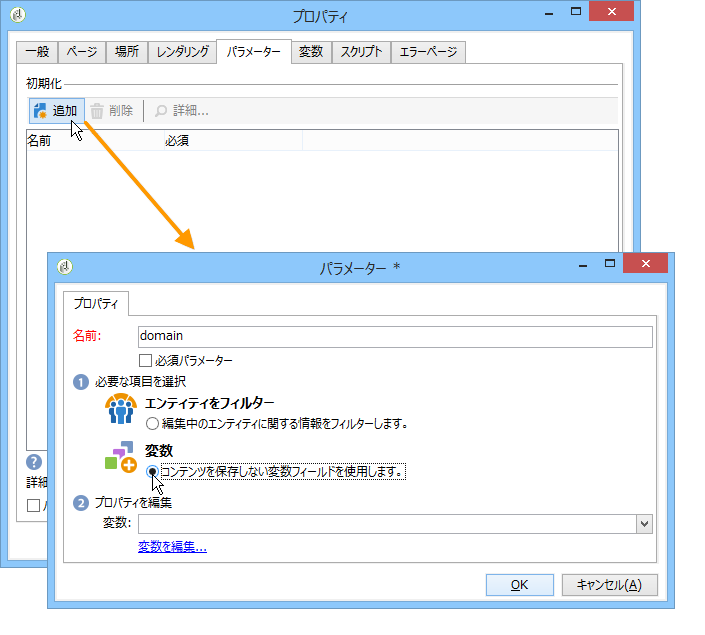 プロパティ
一般 ページ 場所 レンダリング パラメーター 変数 スクリプト エラーページ
初期化
追加 削除 詳細...
名前 必須
パラメーター *
プロパティ
名前: domain
必須パラメーター
1 必要な項目を選択
エンティティをフィルター
編集中のエンティティに関する情報をフィルターします。
変数
コンテンツを保存しない変数フィールドを使用します。
2 プロパティを編集
変数:
変数を編集...
OK キャンセル(A)
?
詳細